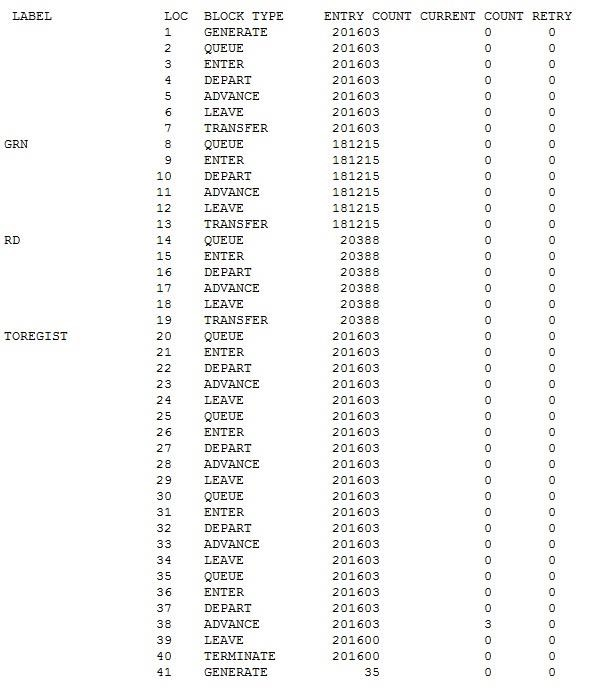 LABEL LOC BLOCK TYPE ENTRY COUNT CURRENT COUNT RETRY
1 GENERATE 201603 0 0
2 QUEUE 201603 0 0
3 ENTER 201603 0 0
4 DEPART 201603 0 0
5 ADVANCE 201603 0 0
6 LEAVE 201603 0 0
7 TRANSFER 201603 0 0
GRN 8 QUEUE 181215 0 0
9 ENTER 181215 0 0
10 DEPART 181215 0 0
11 ADVANCE 181215 0 0
12 LEAVE 181215 0 0
13 TRANSFER 181215 0 0
RD 14 QUEUE 20388 0 0
15 ENTER 20388 0 0
16 DEPART 20388 0 0
17 ADVANCE 20388 0 0
18 LEAVE 20388 0 0
19 TRANSFER 20388 0 0
TOREGIST 20 QUEUE 201603 0 0
21 ENTER 201603 0 0
22 DEPART 201603 0 0
23 ADVANCE 201603 0 0
24 LEAVE 201603 0 0
25 QUEUE 201603 0 0
26 ENTER 201603 0 0
27 DEPART 201603 0 0
28 ADVANCE 201603 0 0
29 LEAVE 201603 0 0
30 QUEUE 201603 0 0
31 ENTER 201603 0 0
32 DEPART 201603 0 0
33 ADVANCE 201603 0 0
34 LEAVE 201603 0 0
35 QUEUE 201603 0 0
36 ENTER 201603 0 0
37 DEPART 201603 0 0
38 ADVANCE 201603 3 0
39 LEAVE 201600 0 0
40 TERMINATE 201600 0 0
41 GENERATE 35 0 0